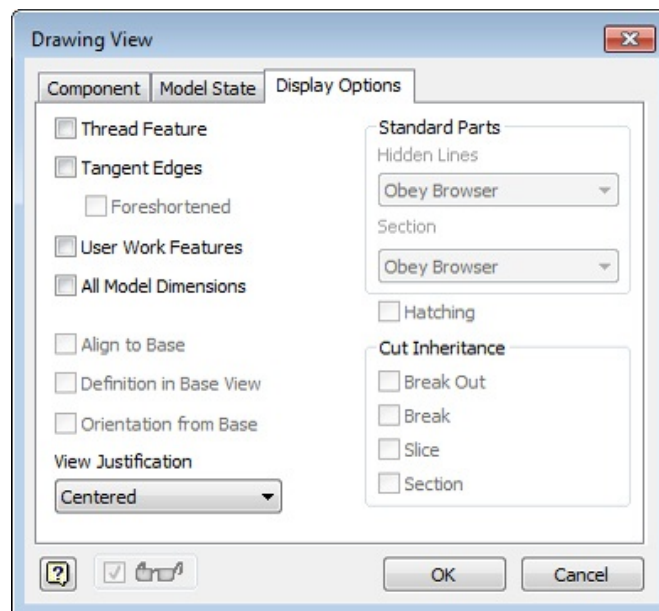 Drawing View
Component
Model State
Display Options
Thread Feature
Tangent Edges
Foreshortened
User Work Features
All Model Dimensions
Align to Base
Definition in Base View
Orientation from Base
View Justification
Centered
Standard Parts
Hidden Lines
Obey Browser
Section
Obey Browser
Hatching
Cut Inheritance
Break Out
Break
Slice
Section
?
OK
Cancel